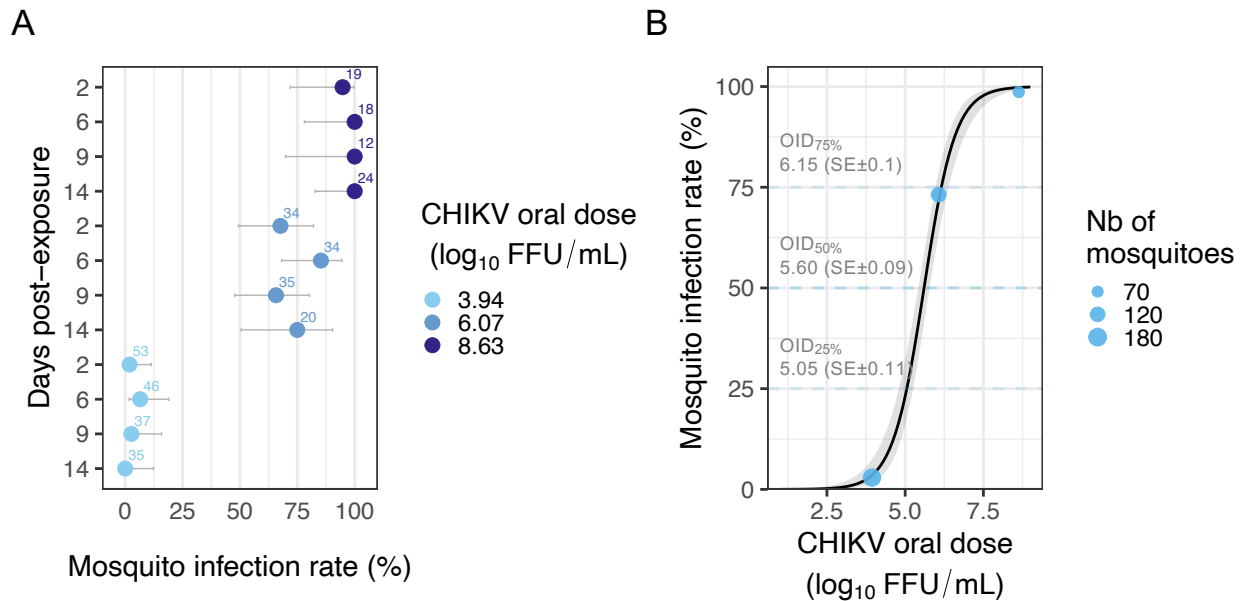 A
Days post−exposure
2
6
9
14
2
6
9
14
2
6
9
14
19
18
12
24
34
34
35
20
53
46
37
35
0
25
50
75
100
Mosquito infection rate (%)
CHIKV oral dose
(log10 FFU/mL)
3.94
6.07
8.63
B
Mosquito infection rate (%)
100
75
50
25
0
OID75%
6.15 (SE±0.1)
OID50%
5.60 (SE±0.09)
OID25%
5.05 (SE±0.11)
2.5
5.0
7.5
CHIKV oral dose
(log10 FFU/mL)
Nb of
mosquitoes
70
120
180